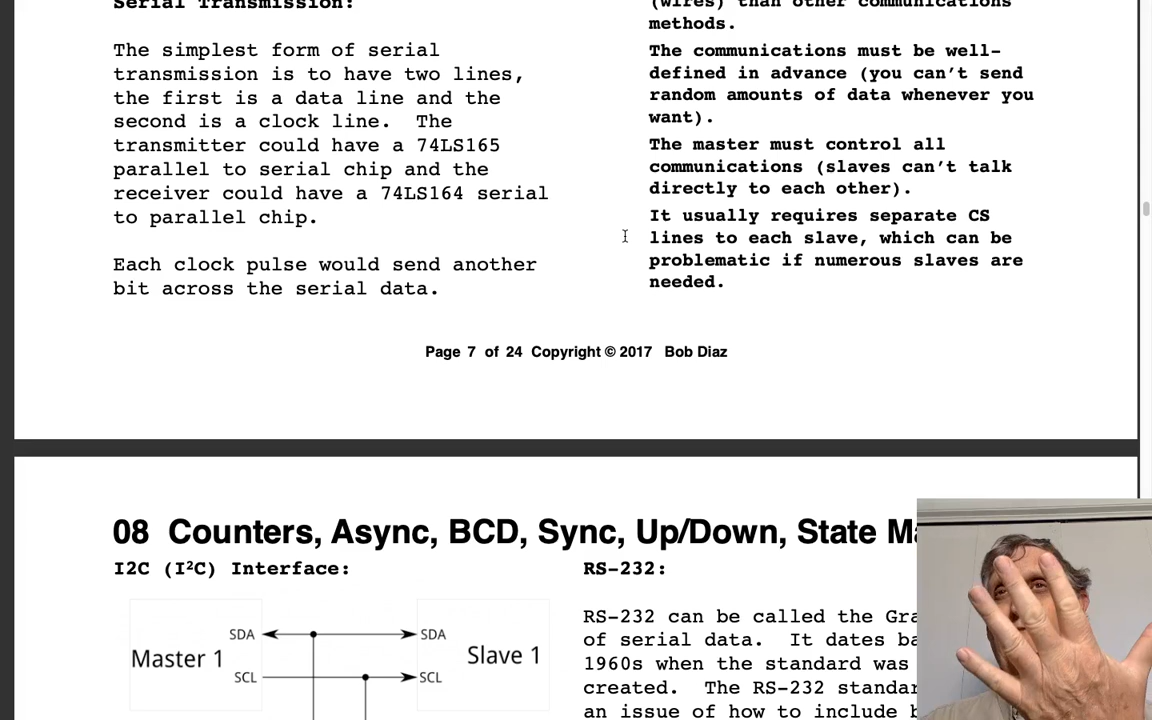 Serial Transmission:
The simplest form of serial
transmission is to have two lines,
the first is a data line and the
second is a clock line.  The
transmitter could have a 74LS165
parallel to serial chip and the
receiver could have a 74LS164 serial
to parallel chip.
Each clock pulse would send another
bit across the serial data.
(wires) than other communications
methods.
The communications must be well-
defined in advance (you can’t send
random amounts of data whenever you
want).
The master must control all
communications (slaves can’t talk
directly to each other).
It usually requires separate CS
lines to each slave, which can be
problematic if numerous slaves are
needed.
Page 7 of 24 Copyright © 2017 Bob Diaz
08 Counters, Async, BCD, Sync, Up/Down, State
I2C (I²C) Interface:
Master 1
SDA
SCL
SDA
SCL
Slave 1
RS-232:
RS-232 can be called the
of serial data.  It dates
1960s when the standard was
created.  The RS-232
an issue of how to include